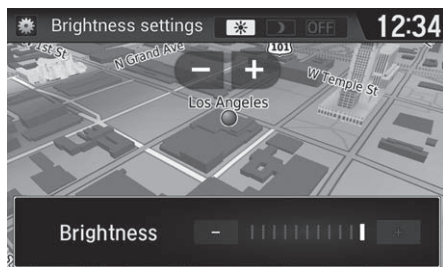 Brightness settings OFF 12:34
1st St
N Grand Ave
101
W Temple St
- +
Los Angeles
Brightness - +